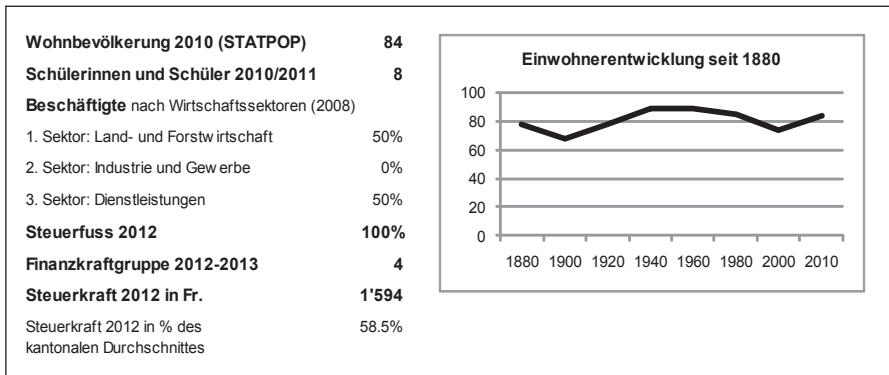 Wohnbevölkerung 2010 (STATPOP) 84
Schülerinnen und Schüler 2010/2011 8
Beschäftigte nach Wirtschaftssektoren (2008)
1. Sektor: Land- und Forstwirtschaft 50%
2. Sektor: Industrie und Gewerbe 0%
3. Sektor: Dienstleistungen 50%
Steuerfuss 2012 100%
Finanzkraftgruppe 2012-2013 4
Steuerkraft 2012 in Fr. 1'594
Steuerkraft 2012 in % des 58.5%
kantonalen Durchschnittes
Einwohnerentwicklung seit 1880
100
80
60
40
20
0
1880 1900 1920 1940 1960 1980 2000 2010